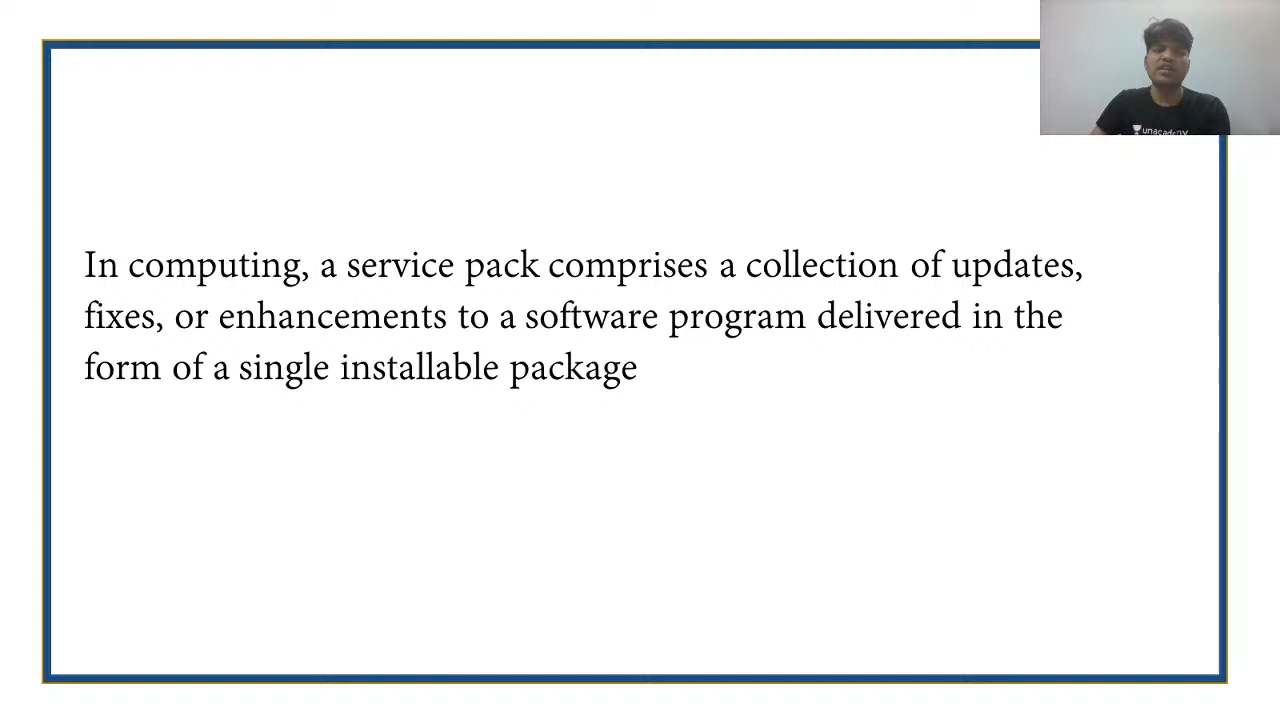 unacademy
In computing, a service pack comprises a collection of updates,
fixes, or enhancements to a software program delivered in the
form of a single installable package